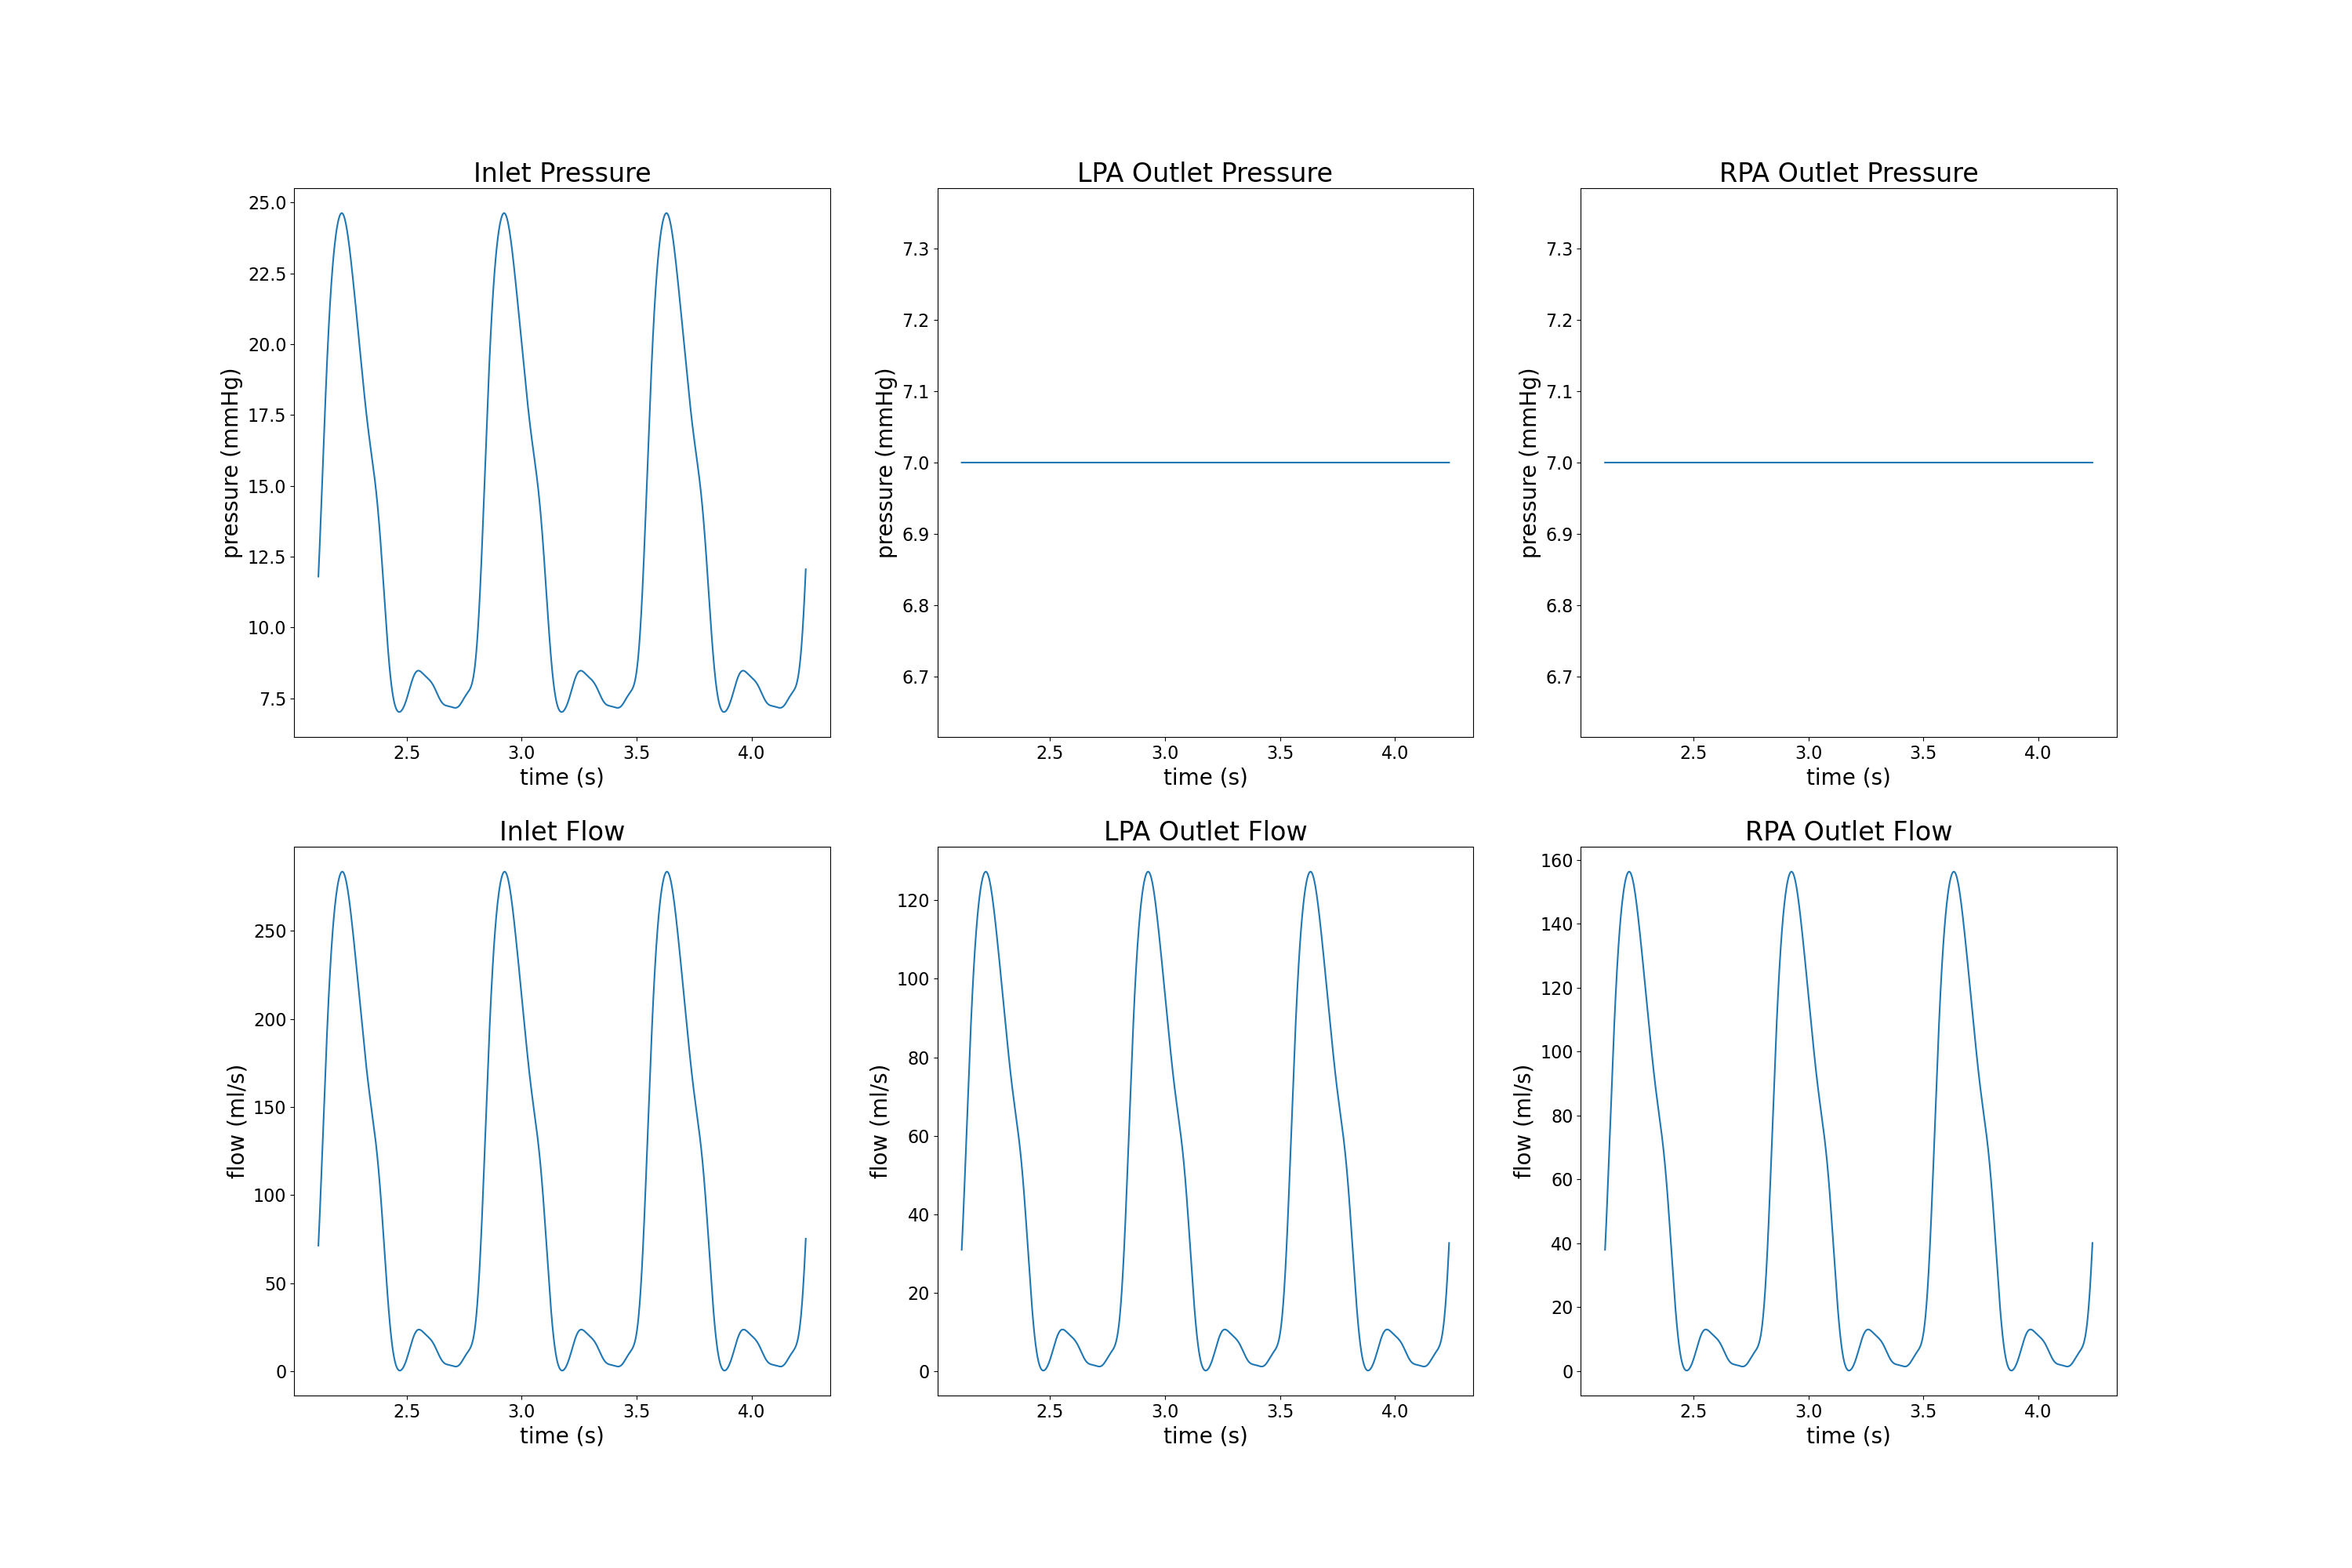 Inlet Pressure
LPA Outlet Pressure
RPA Outlet Pressure
pressure (mmHg)
25.0
22.5
20.0
17.5
15.0
12.5
10.0
7.5
2.5 3.0 3.5 4.0
time (s)
pressure (mmHg)
7.3
7.2
7.1
7.0
6.9
6.8
6.7
2.5 3.0 3.5 4.0
time (s)
pressure (mmHg)
7.3
7.2
7.1
7.0
6.9
6.8
6.7
2.5 3.0 3.5 4.0
time (s)
Inlet Flow
LPA Outlet Flow
RPA Outlet Flow
flow (ml/s)
250
200
150
100
50
0
2.5 3.0 3.5 4.0
time (s)
flow (ml/s)
120
100
80
60
40
20
0
2.5 3.0 3.5 4.0
time (s)
flow (ml/s)
160
140
120
100
80
60
40
20
0
2.5 3.0 3.5 4.0
time (s)